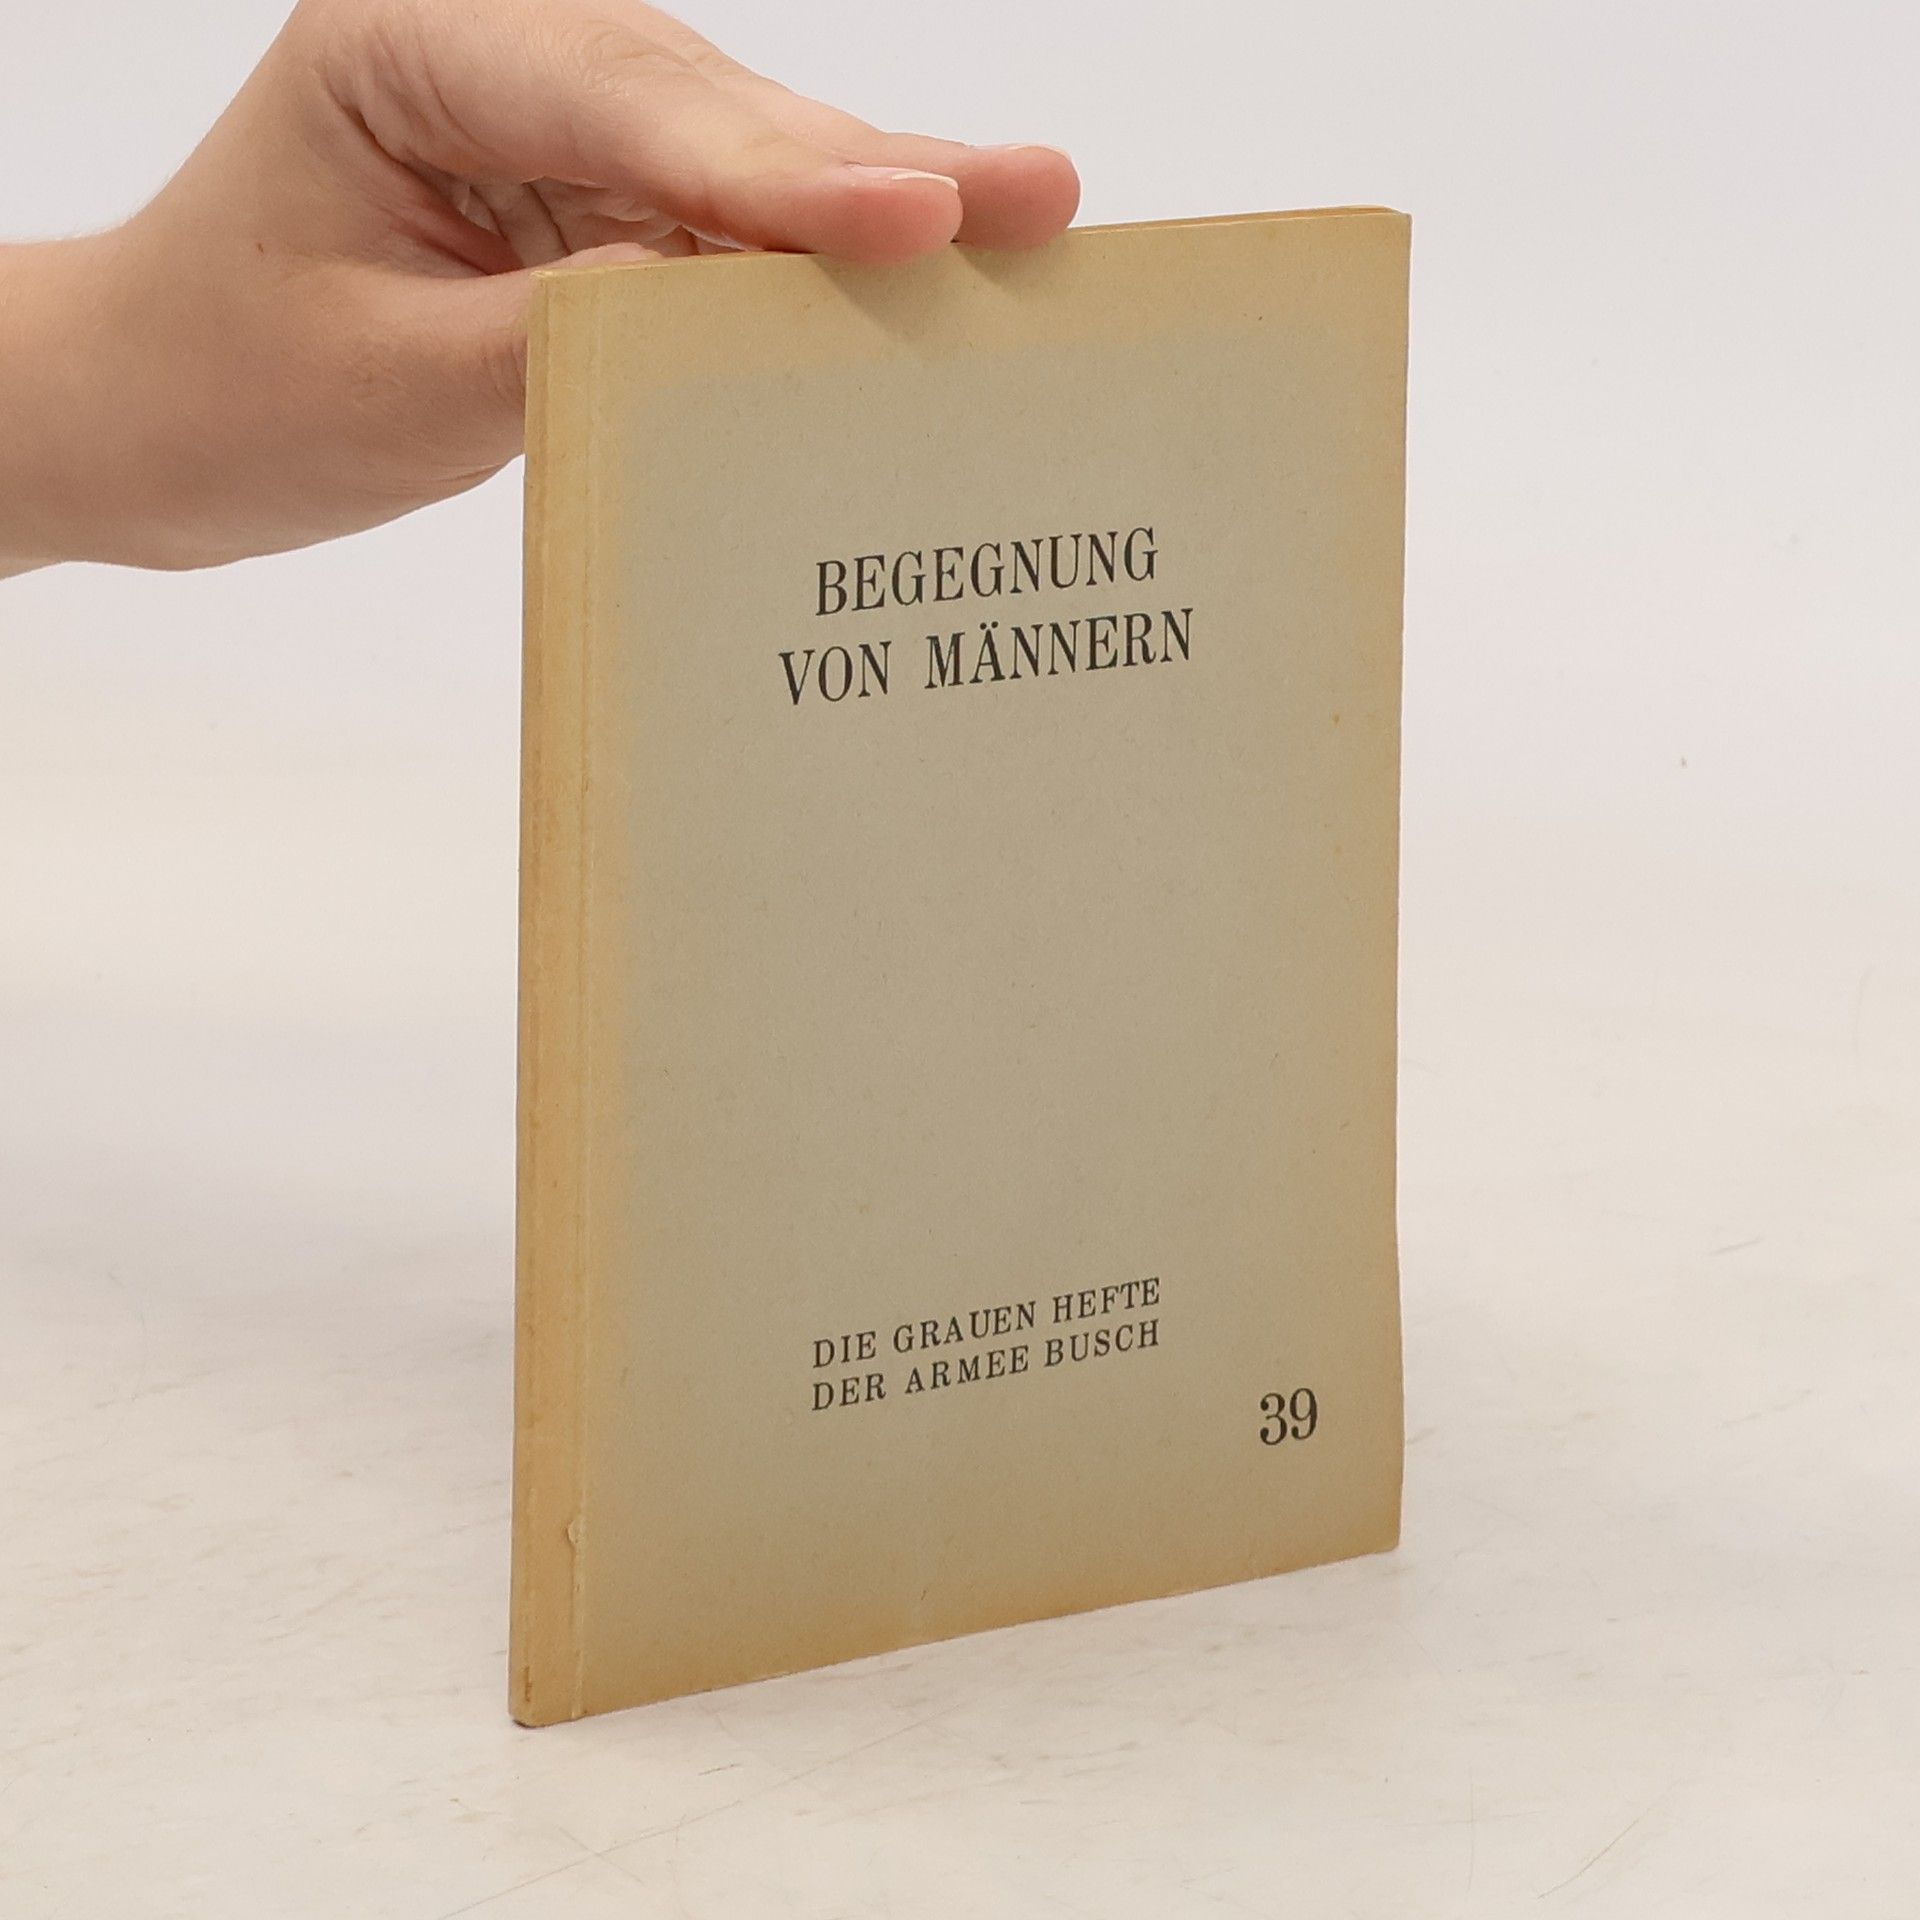 BEGEGNUNG
VON MÄNNERN
DIE GRAUEN HEFTE
DER ARMEE BUSCH
39